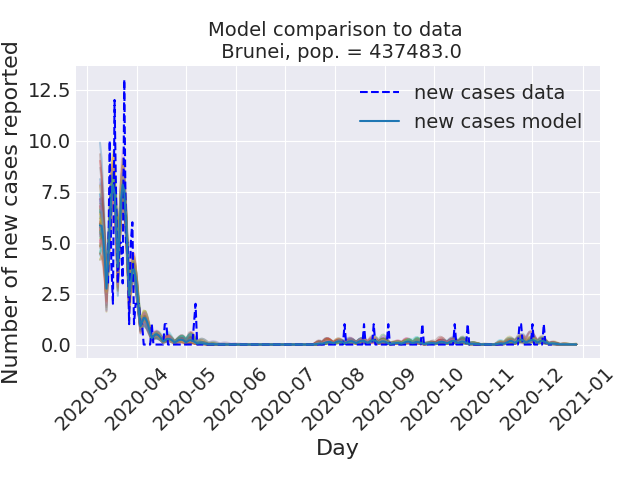 Model comparison to data
Brunei, pop. = 437483.0
new cases data
new cases model
Number of new cases reported
12.5
10.0
7.5
5.0
2.5
0.0
2020-03
2020-04
2020-05
2020-06
2020-07
2020-08
2020-09
2020-10
2020-11
2020-12
2021-01
Day